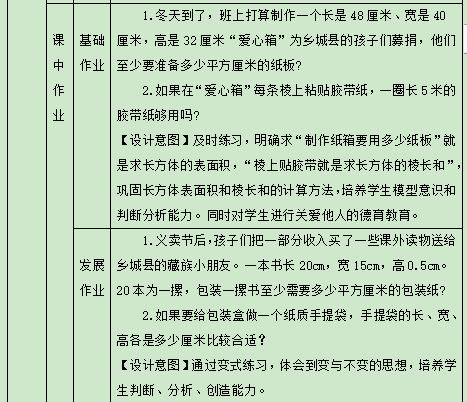 课中作业
基础作业
1.冬天到了，班上打算制作一个长是48厘米、宽是40
厘米，高是32厘米“爱心箱”为乡城县的孩子们募捐，他们
至少要准备多少平方厘米的纸板?
2.如果在“爱心箱”每条棱上粘贴胶带纸，一圈长5米的
胶带纸够用吗?
【设计意图】及时练习，明确求“制作纸箱要用多少纸板”就
是求长方体的表面积，“棱上贴胶带就是求长方体的棱长和”，
巩固长方体表面积和棱长和的计算方法，培养学生模型意识和
判断分析能力。同时对学生进行关爱他人的德育教育。
发展作业
1.义卖节后，孩子们把一部分收入买了一些课外读物送给
乡城县的藏族小朋友。一本书长20cm，宽15cm，高0.5cm。
20本为一摞，包装一摞书至少需要多少平方厘米的包装纸?
2.如果要给包装盒做一个纸质手提袋，手提袋的长、宽、
高各是多少厘米比较合适？
【设计意图】通过变式练习，体会到变与不变的思想，培养学
生判断、分析、创造能力。